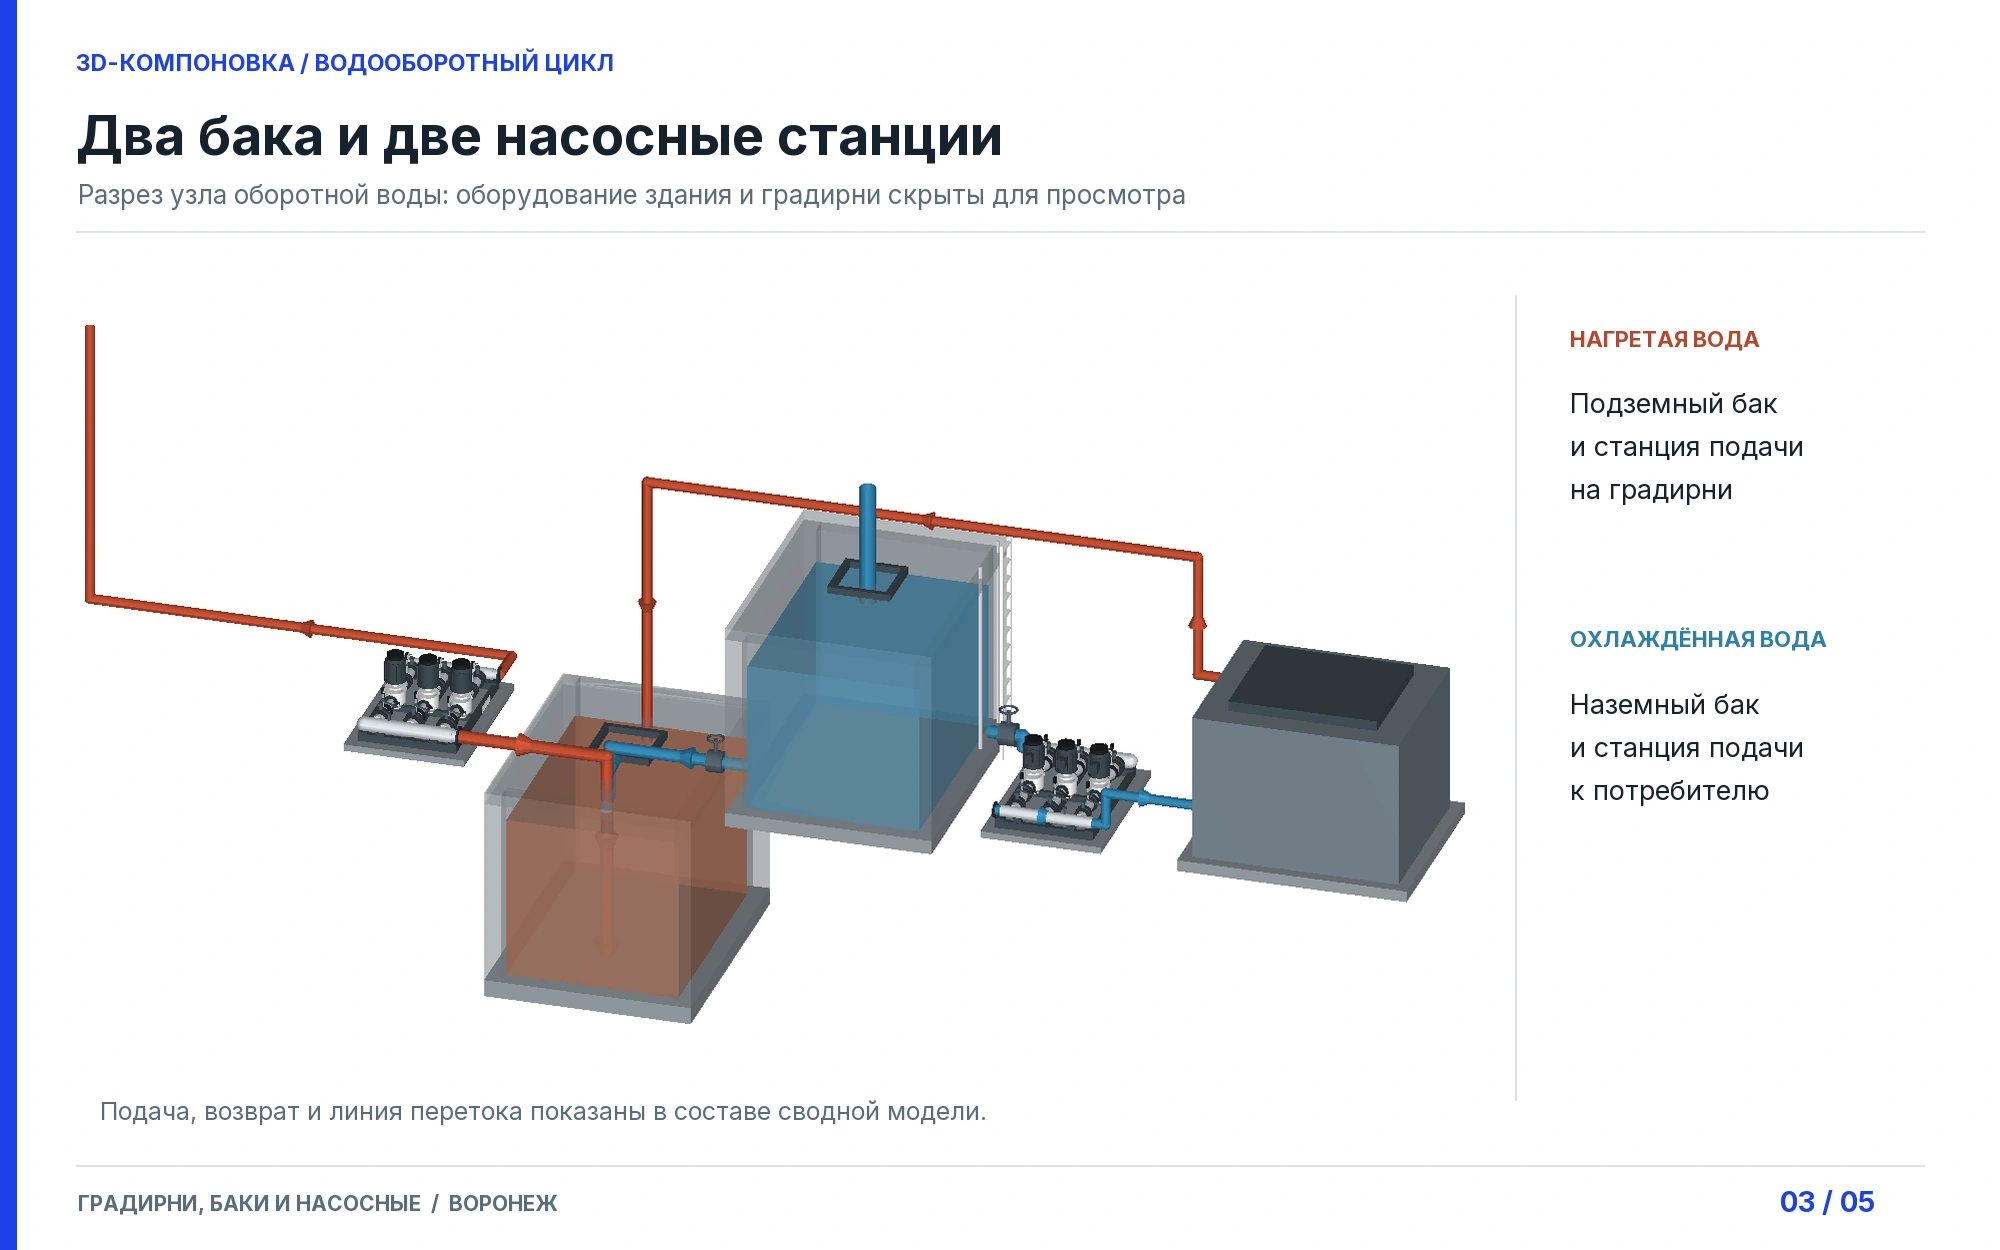 3D-КОМПОНОВКА / ВОДООБОРОТНЫЙ ЦИКЛ
Два бака и две насосные станции
Разрез узла оборотной воды: оборудование здания и градирни скрыты для просмотра
НАГРЕТАЯ ВОДА
Подземный бак
и станция подачи
на градирни
ОХЛАЖДЁННАЯ ВОДА
Наземный бак
и станция подачи
к потребителю
Подача, возврат и линия перетока показаны в составе сводной модели.
ГРАДИРНИ, БАКИ И НАСОСНЫЕ / ВОРОНЕЖ
03 / 05